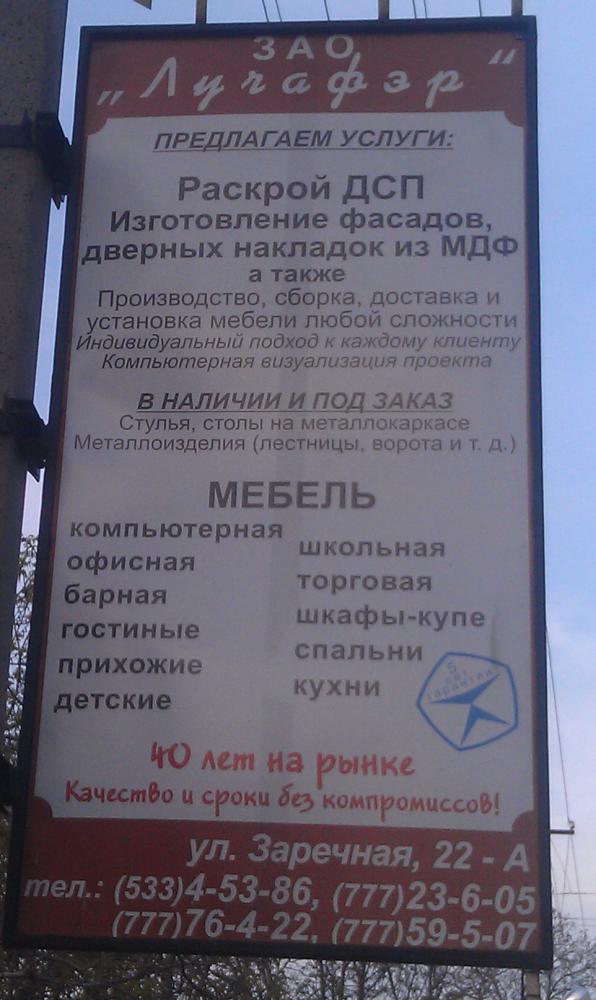 ЗАО
„Лучафэр“
ПРЕДЛАГАЕМ УСЛУГИ:
Раскрой ДСП
Изготовление фасадов,
дверных накладок из МДФ
а также
Производство, сборка, доставка и
установка мебели любой сложности
Индивидуальный подход к каждому клиенту
Компьютерная визуализация проекта
В НАЛИЧИИ И ПОД ЗАКАЗ
Стулья, столы на металлокаркасе
Металлоизделия (лестницы, ворота и т. д.)
МЕБЕЛЬ
компьютерная
офисная
барная
гостиные
прихожие
детские
школьная
торговая
шкафы-купе
спальни
кухни
5
лет
гарантии
40 лет на рынке
Качество и сроки без компромиссов!
ул. Заречная, 22 - А
тел.: (533)4-53-86, (777)23-6-05
(777)76-4-22, (777)59-5-07